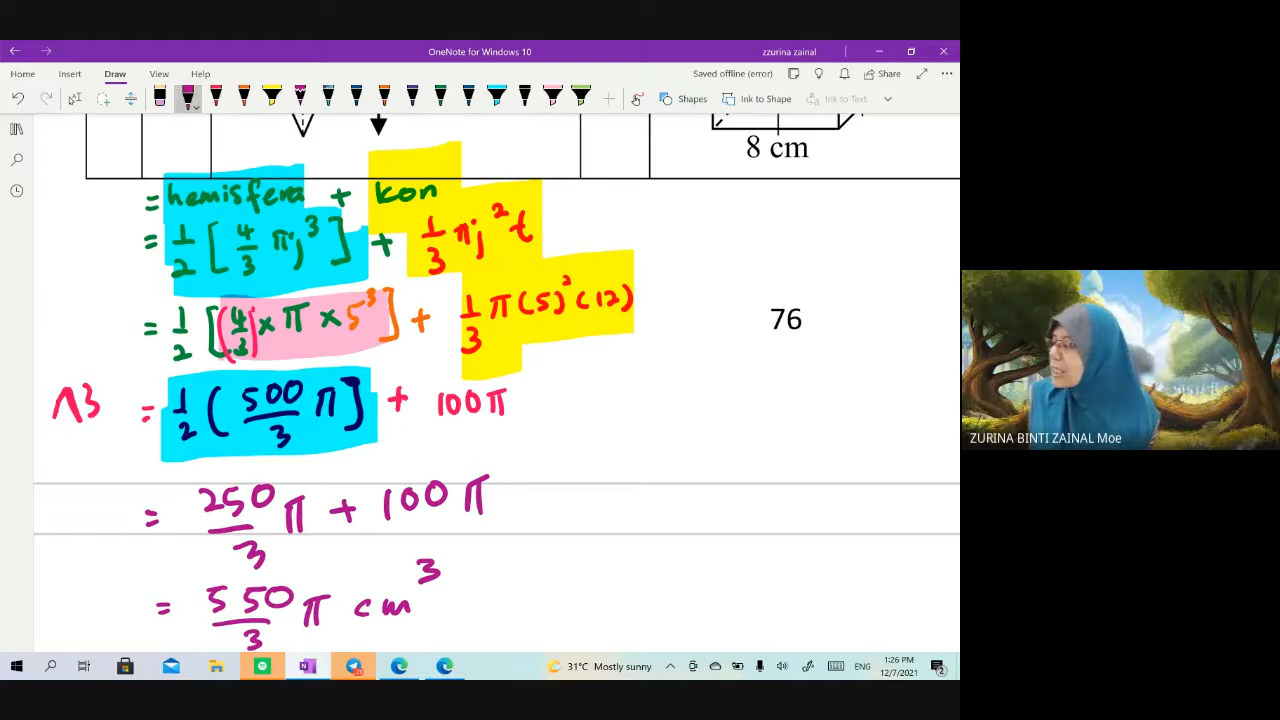 OneNote for Windows 10
zzurina zainal
Home Insert Draw View Help
Saved offline (error) Share
Shapes Ink to Shape Ink to Text
8 cm
= hemisfera + kon
= 1/2 [4/3 πj³] + 1/3 πj²t
= 1/2 [(4/3) × π × 5³] + 1/3 π(5)²(12)
76
= 1/2 (500/3 π] + 100π
= 250/3 π + 100π
= 550/3 π cm³
ZURINA BINTI ZAINAL Moe
31°C Mostly sunny
ENG
1:26 PM
12/7/2021